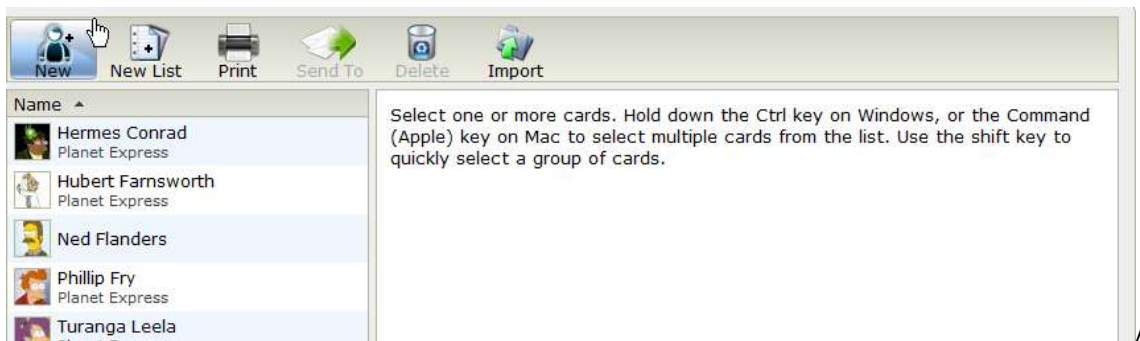 New
New List
Print
Send To
Delete
Import
Name
Hermes Conrad
Planet Express
Hubert Farnsworth
Planet Express
Ned Flanders
Phillip Fry
Planet Express
Turanga Leela
Select one or more cards. Hold down the Ctrl key on Windows, or the Command
(Apple) key on Mac to select multiple cards from the list. Use the shift key to
quickly select a group of cards.